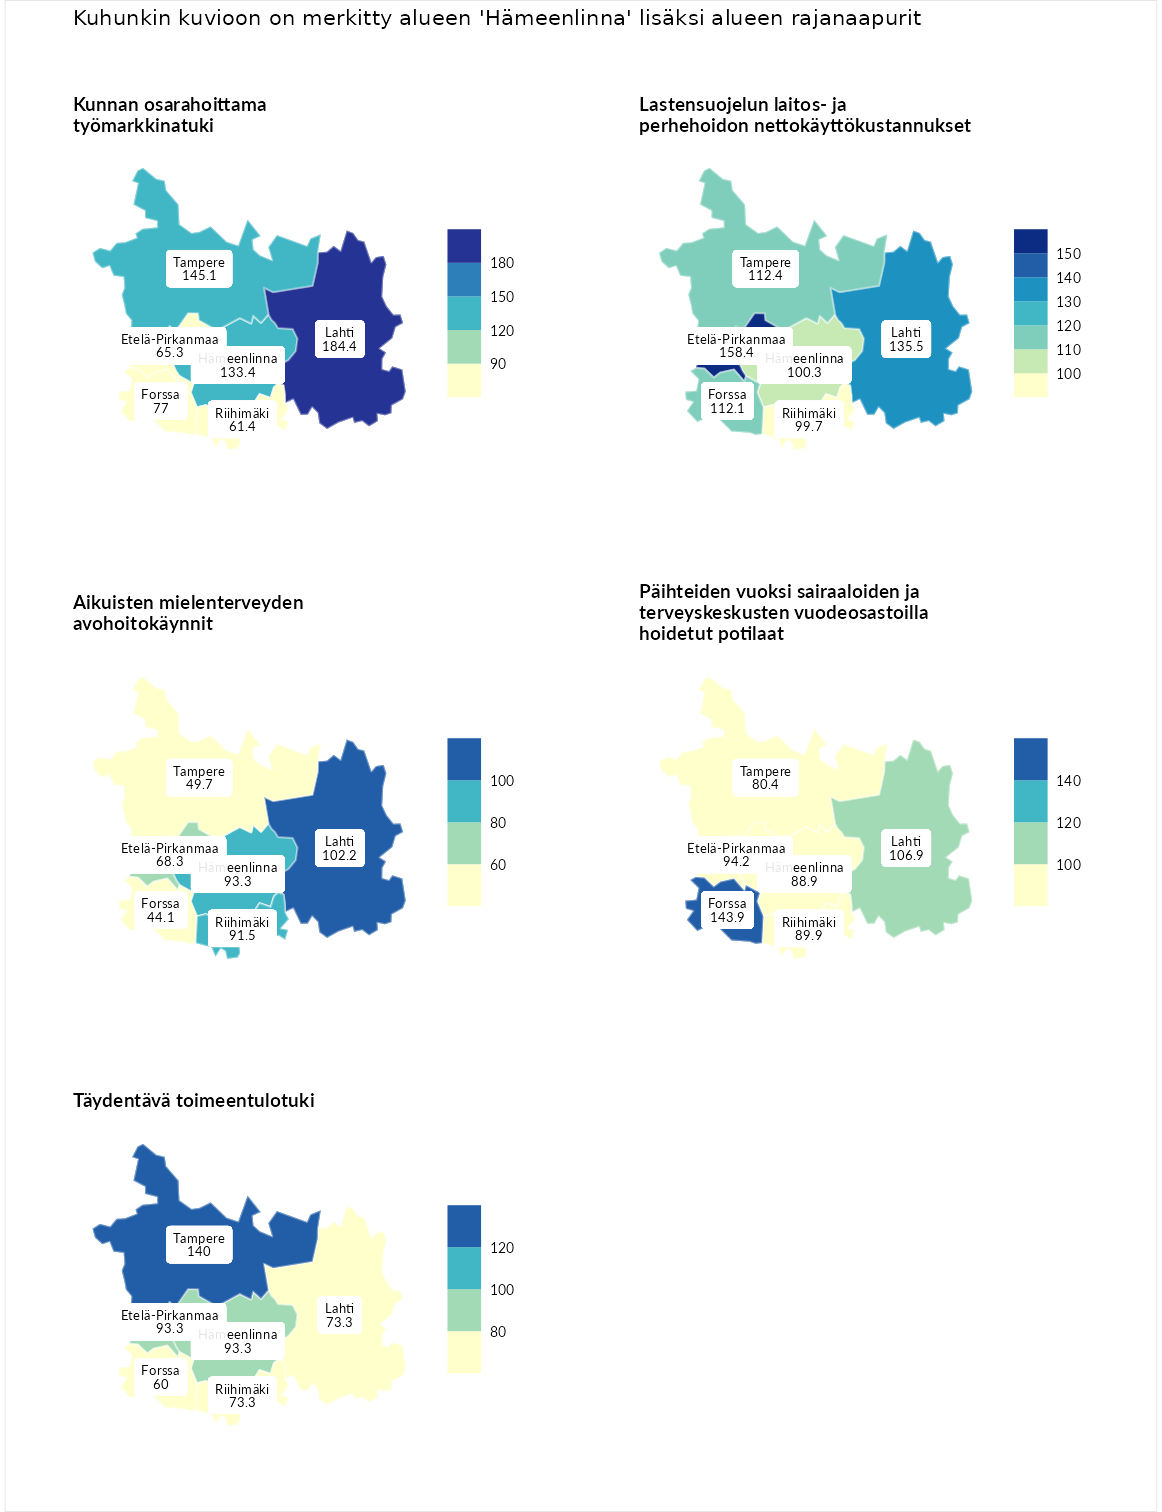 Kuhunkin kuvioon on merkitty alueen 'Hämeenlinna' lisäksi alueen rajanaapurit
Kunnan osarahoittama
työmarkkinatuki
Tampere
145.1
Lahti
184.4
Etelä-Pirkanmaa
65.3
Hämeenlinna
133.4
Forssa
77
Riihimäki
61.4
180
150
120
90
Lastensuojelun laitos- ja
perhehoidon nettokäyttökustannukset
Tampere
112.4
Lahti
135.5
Etelä-Pirkanmaa
158.4
Hämeenlinna
100.3
Forssa
112.1
Riihimäki
99.7
150
140
130
120
110
100
Aikuisten mielenterveyden
avohoitokäynnit
Tampere
49.7
Lahti
102.2
Etelä-Pirkanmaa
68.3
Hämeenlinna
93.3
Forssa
44.1
Riihimäki
91.5
100
80
60
Päihteiden vuoksi sairaaloiden ja
terveyskeskusten vuodeosastoilla
hoidetut potilaat
Tampere
80.4
Lahti
106.9
Etelä-Pirkanmaa
94.2
Hämeenlinna
88.9
Forssa
143.9
Riihimäki
89.9
140
120
100
Täydentävä toimeentulotuki
Tampere
140
Lahti
73.3
Etelä-Pirkanmaa
93.3
Hämeenlinna
93.3
Forssa
60
Riihimäki
73.3
120
100
80